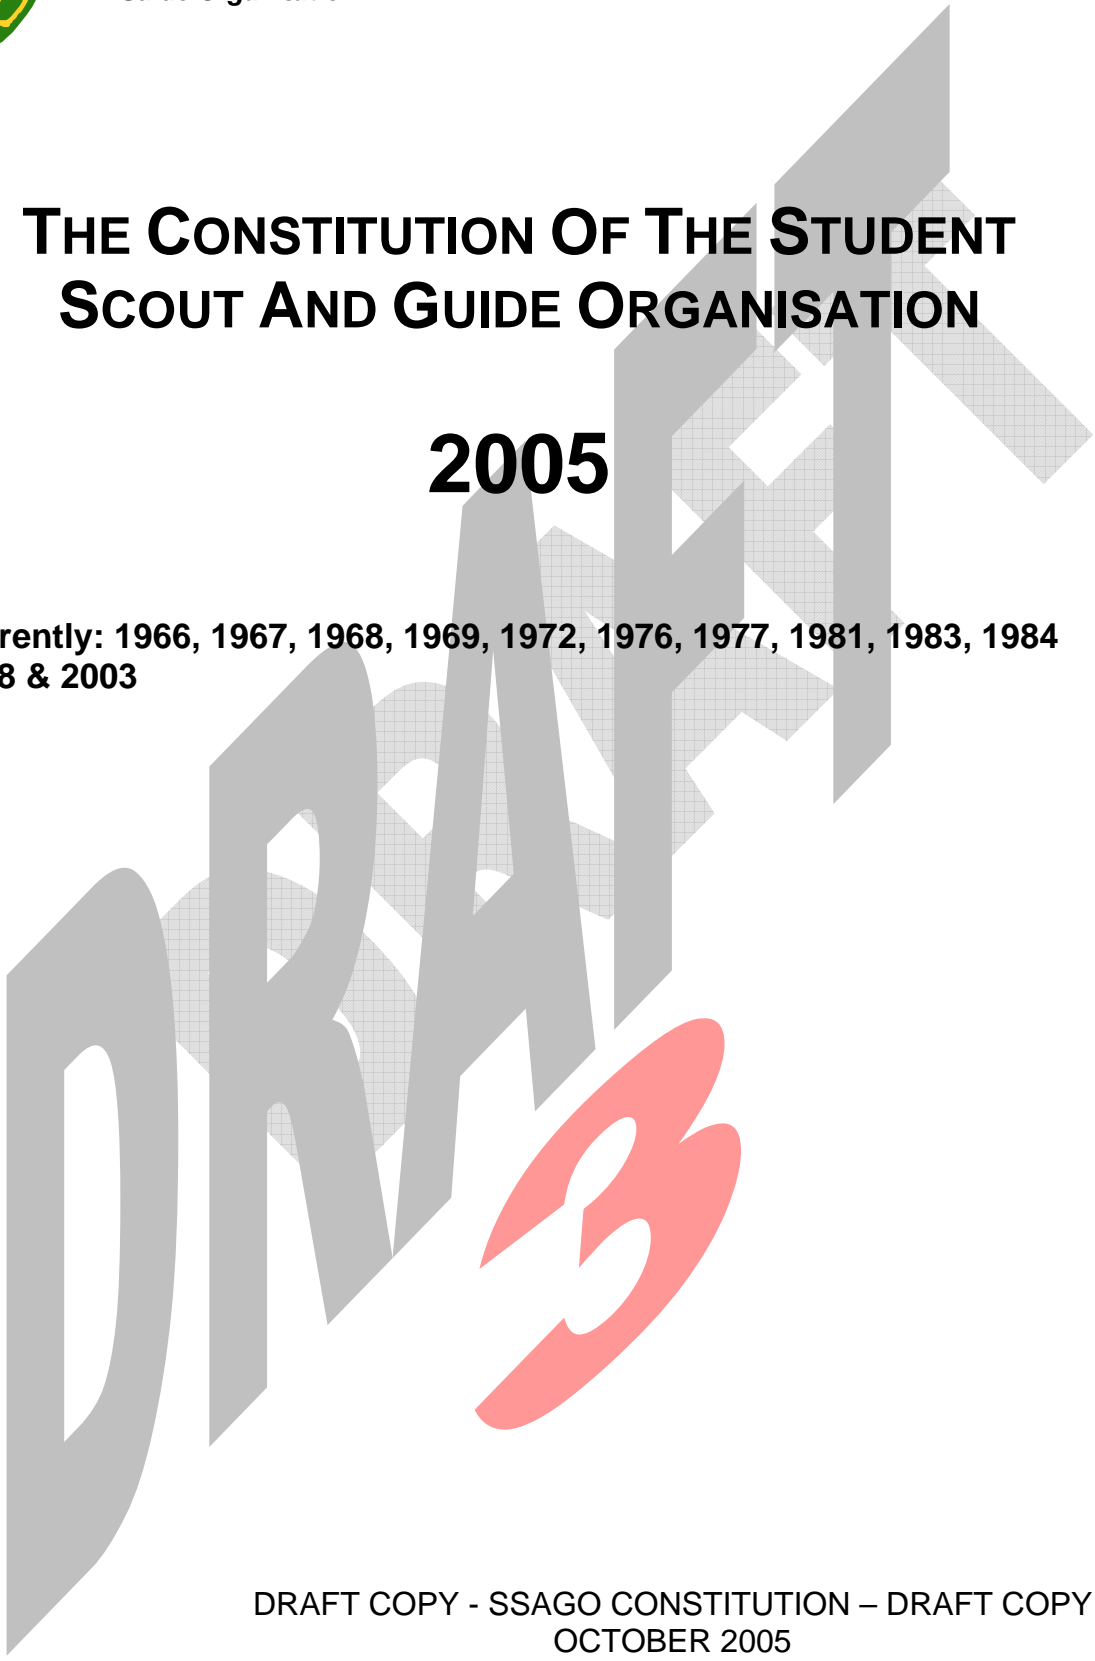 THE CONSTITUTION OF THE STUDENT
SCOUT AND GUIDE ORGANISATION
2005
rently: 1966, 1967, 1968, 1969, 1972, 1976, 1977, 1981, 1983, 1984
8 & 2003
DRAFT
3
DRAFT COPY - SSAGO CONSTITUTION – DRAFT COPY
OCTOBER 2005